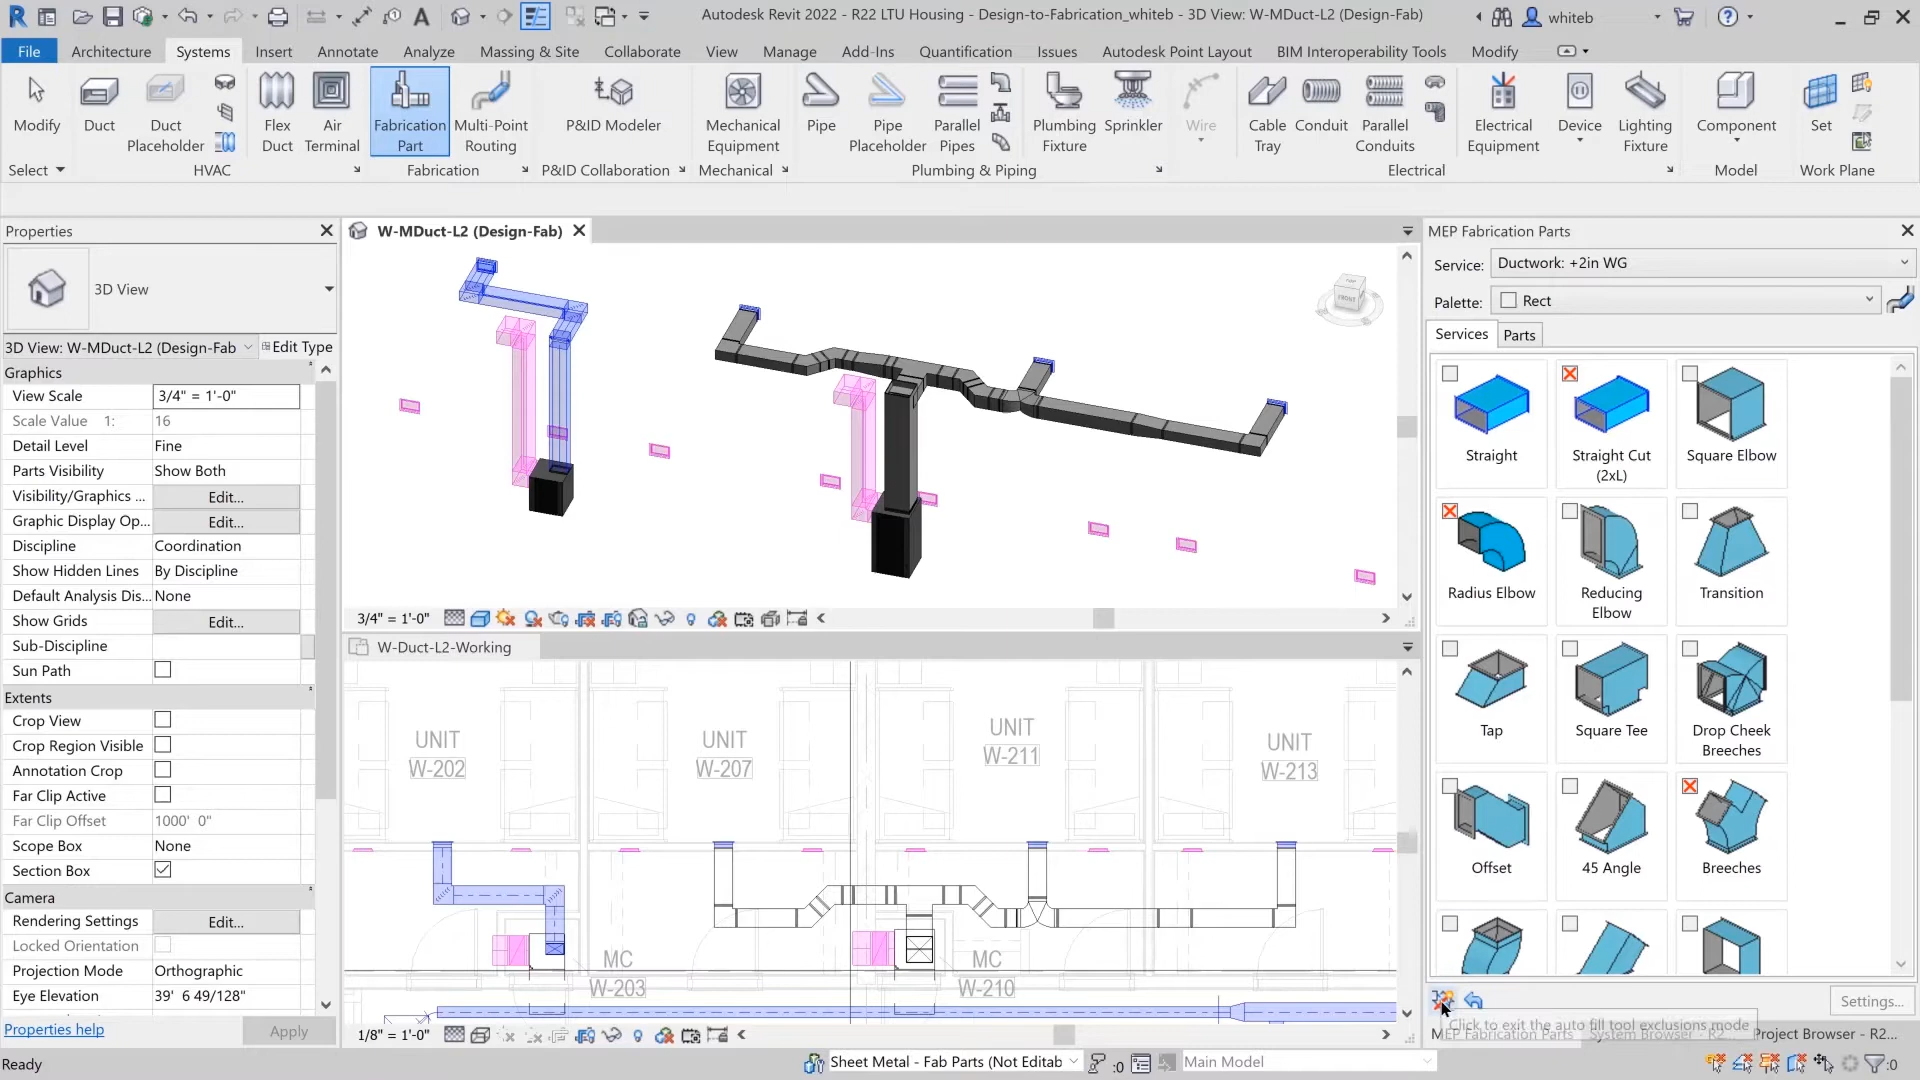 Autodesk Revit 2022 - R22 LTU Housing - Design-to-Fabrication_whiteb - 3D View: W-MDuct-L2 (Design-Fab)
whiteb
File Architecture Systems Insert Annotate Analyze Massing & Site Collaborate View Manage Add-Ins Quantification Issues Autodesk Point Layout BIM Interoperability Tools Modify
Modify
Duct
Duct Placeholder
Flex Duct
Air Terminal
Fabrication Part
Multi-Point Routing
P&ID Modeler
Mechanical Equipment
Pipe
Pipe Placeholder
Parallel Pipes
Plumbing Fixture
Sprinkler
Wire
Cable Tray
Conduit
Parallel Conduits
Electrical Equipment
Device
Lighting Fixture
Component
Set
Select HVAC Fabrication P&ID Collaboration Mechanical Plumbing & Piping Electrical Model Work Plane
Properties
3D View
3D View: W-MDuct-L2 (Design-Fab Edit Type
Graphics
View Scale 3/4" = 1'-0"
Scale Value 1: 16
Detail Level Fine
Parts Visibility Show Both
Visibility/Graphics ... Edit...
Graphic Display Op... Edit...
Discipline Coordination
Show Hidden Lines By Discipline
Default Analysis Dis... None
Show Grids Edit...
Sub-Discipline
Sun Path
Extents
Crop View
Crop Region Visible
Annotation Crop
Far Clip Active
Far Clip Offset 1000' 0"
Scope Box None
Section Box
Camera
Rendering Settings Edit...
Locked Orientation
Projection Mode Orthographic
Eye Elevation 39' 6 49/128"
Properties help Apply
W-MDuct-L2 (Design-Fab)
FRONT
3/4" = 1'-0"
W-Duct-L2-Working
UNIT
W-202
UNIT
W-207
UNIT
W-211
UNIT
W-213
MC
W-203
MC
W-210
1/8" = 1'-0"
MEP Fabrication Parts
Service: Ductwork: +2in WG
Palette: Rect
Services Parts
Straight
Straight Cut (2xL)
Square Elbow
Radius Elbow
Reducing Elbow
Transition
Tap
Square Tee
Drop Cheek Breeches
Offset
45 Angle
Breeches
Settings...
Click to exit the auto fill tool exclusions mode
MEP Fabrication Parts System Browser - R2... Project Browser - R2...
Ready
Sheet Metal - Fab Parts (Not Editab
:0
Main Model
:0